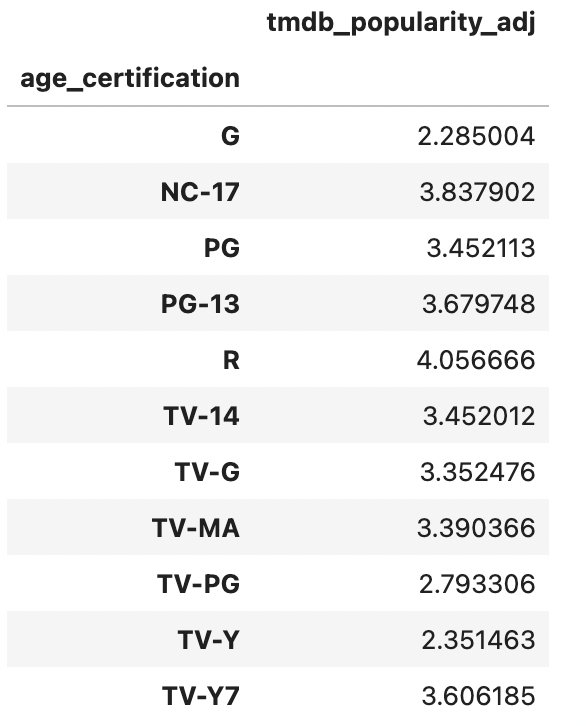 tmdb_popularity_adj
age_certification
G 2.285004
NC-17 3.837902
PG 3.452113
PG-13 3.679748
R 4.056666
TV-14 3.452012
TV-G 3.352476
TV-MA 3.390366
TV-PG 2.793306
TV-Y 2.351463
TV-Y7 3.606185